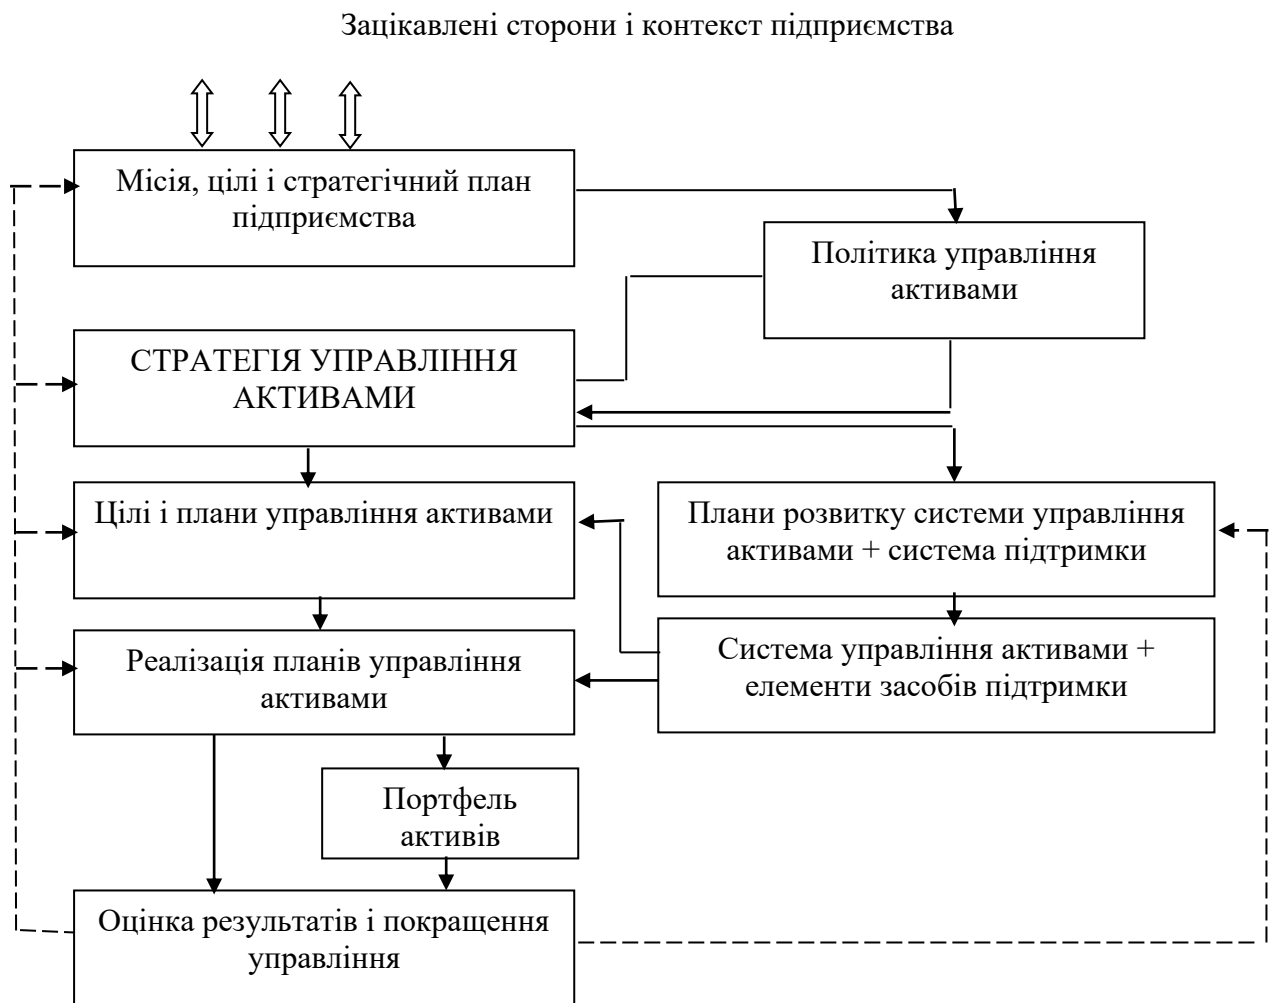 Зацікавлені сторони і контекст підприємства
Місія, цілі і стратегічний план
підприємства
Політика управління
активами
СТРАТЕГІЯ УПРАВЛІННЯ
АКТИВАМИ
Цілі і плани управління активами
Плани розвитку системи управління
активами + система підтримки
Реалізація планів управління
активами
Система управління активами +
елементи засобів підтримки
Портфель
активів
Оцінка результатів і покращення
управління